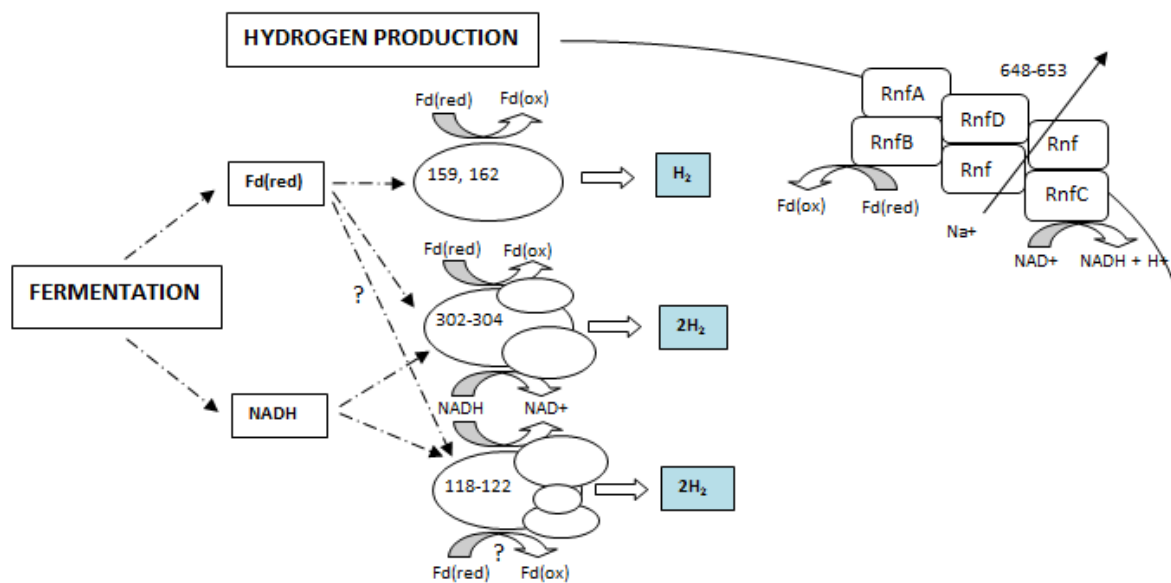 HYDROGEN PRODUCTION
648-653
RnfA
RnfD
RnfB
Rnf
Rnf
RnfC
Fd(ox)
Fd(red)
Na+
NAD+
NADH + H+
Fd(red)
Fd(ox)
159, 162
H₂
Fd(red)
FERMENTATION
?
NADH
Fd(red)
Fd(ox)
302-304
2H₂
NADH
NAD+
118-122
2H₂
?
Fd(red)
Fd(ox)